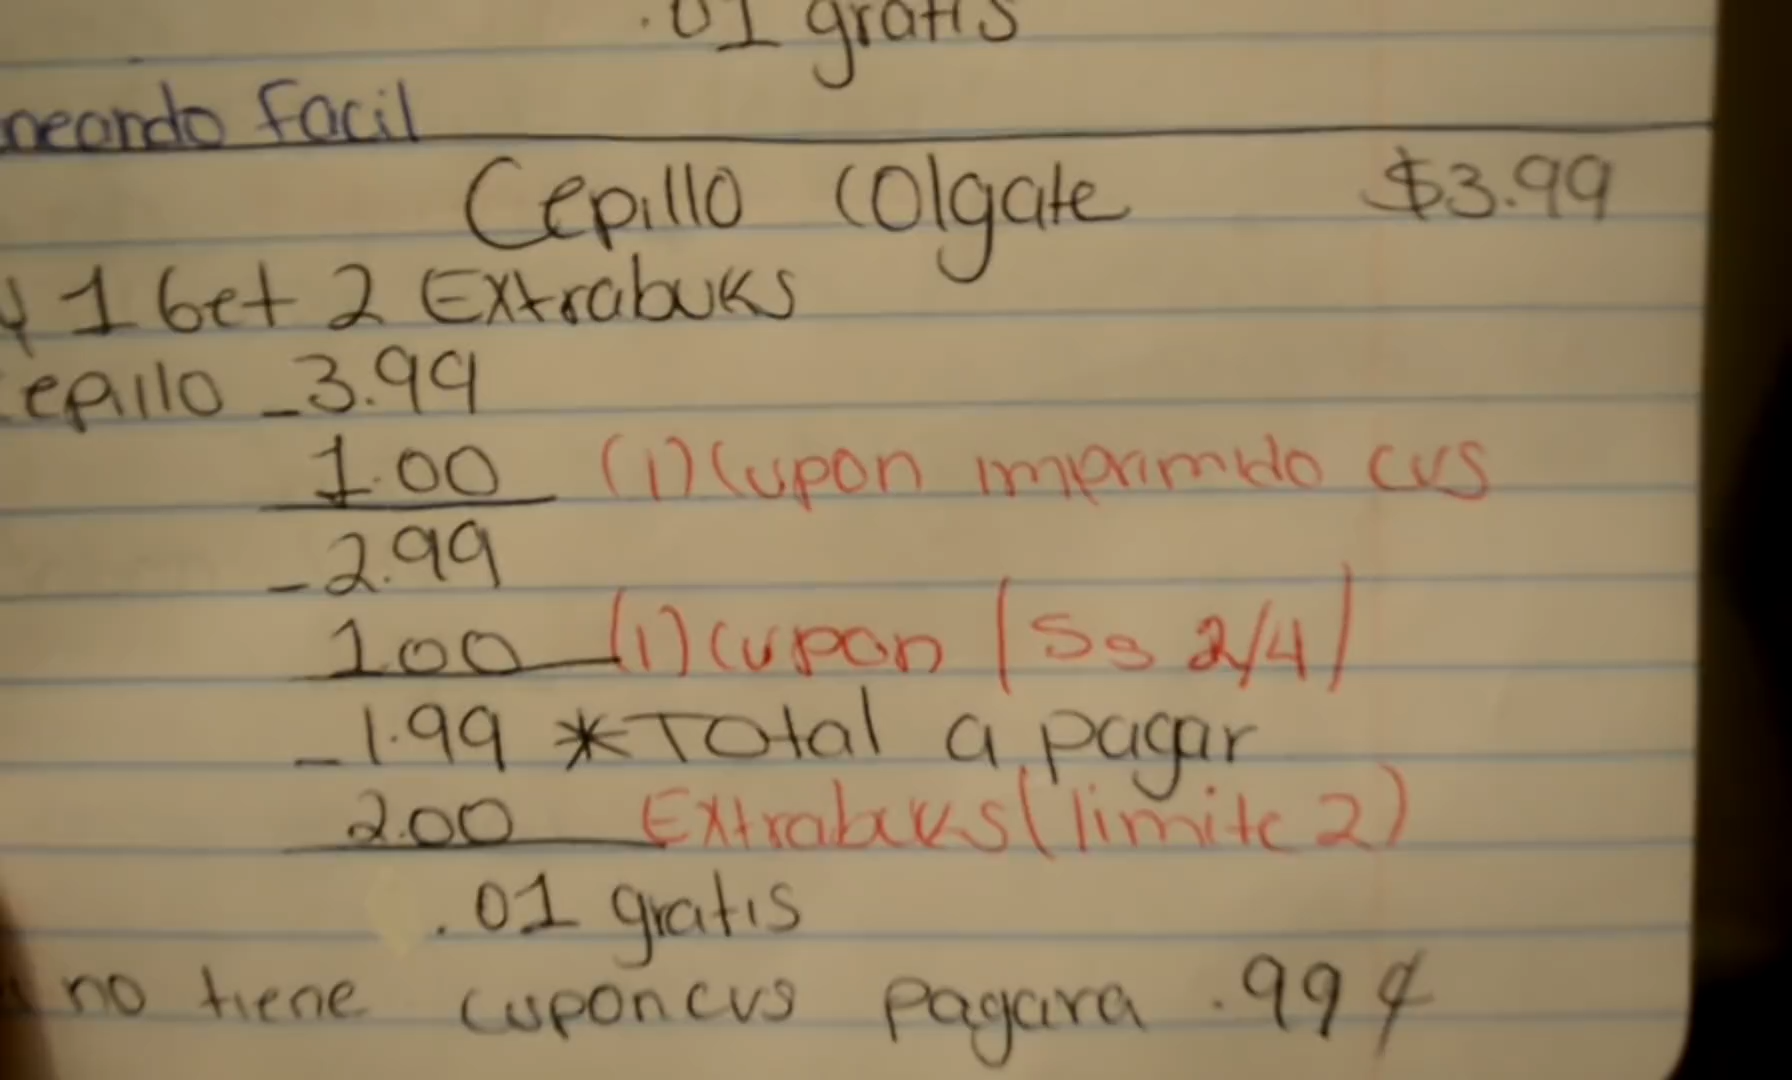 .01 gratis
neando facil
Cepillo Colgate $3.99
y 1 Get 2 Extrabuks
epillo - 3.99
1.00 (1) Cupon imprimido cvs
- 2.99
1.00 (1) Cupon (Ss 2/4)
- 1.99 * Total a pagar
2.00 Extrabuks (limite 2)
.01 gratis
no tiene cupon cvs pagara .99¢